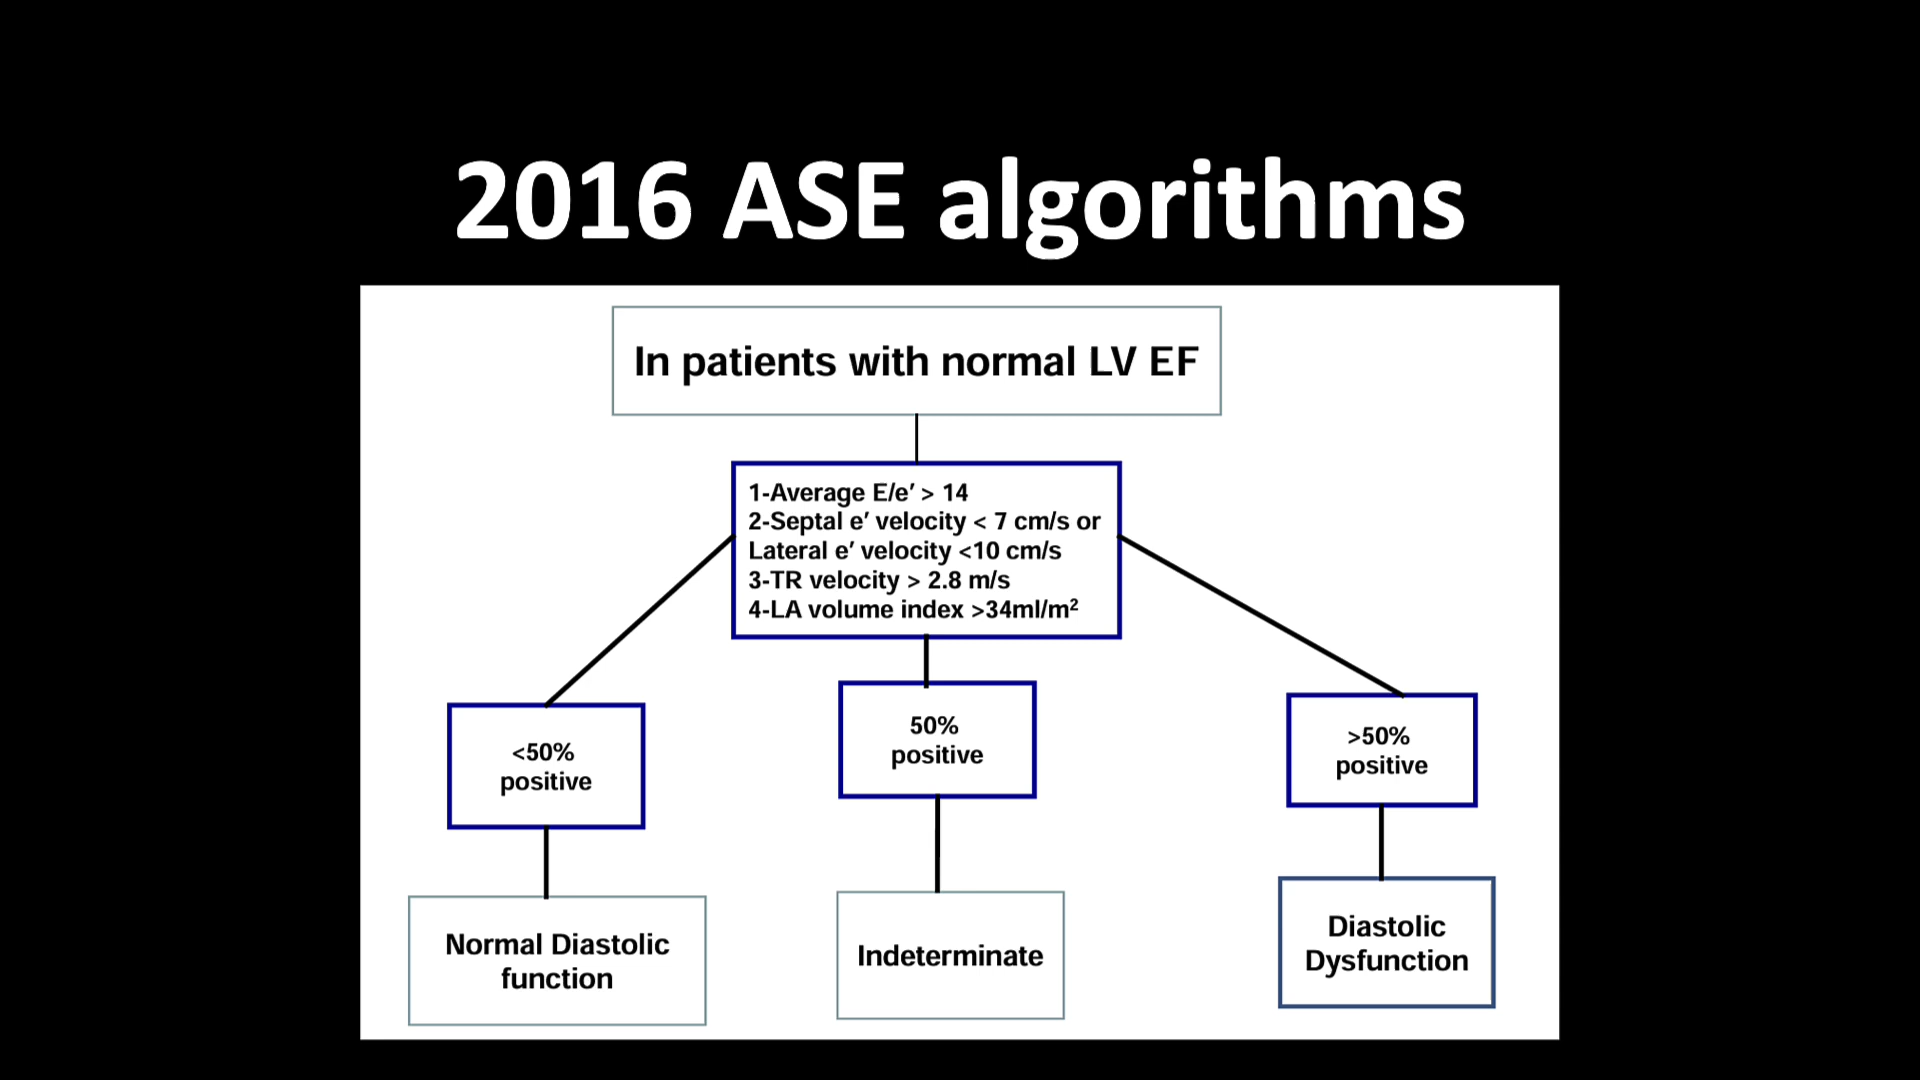 2016 ASE algorithms
In patients with normal LV EF
1-Average E/e′ > 14
2-Septal e′ velocity < 7 cm/s or
Lateral e′ velocity <10 cm/s
3-TR velocity > 2.8 m/s
4-LA volume index >34ml/m²
<50%
positive
50%
positive
>50%
positive
Normal Diastolic
function
Indeterminate
Diastolic
Dysfunction